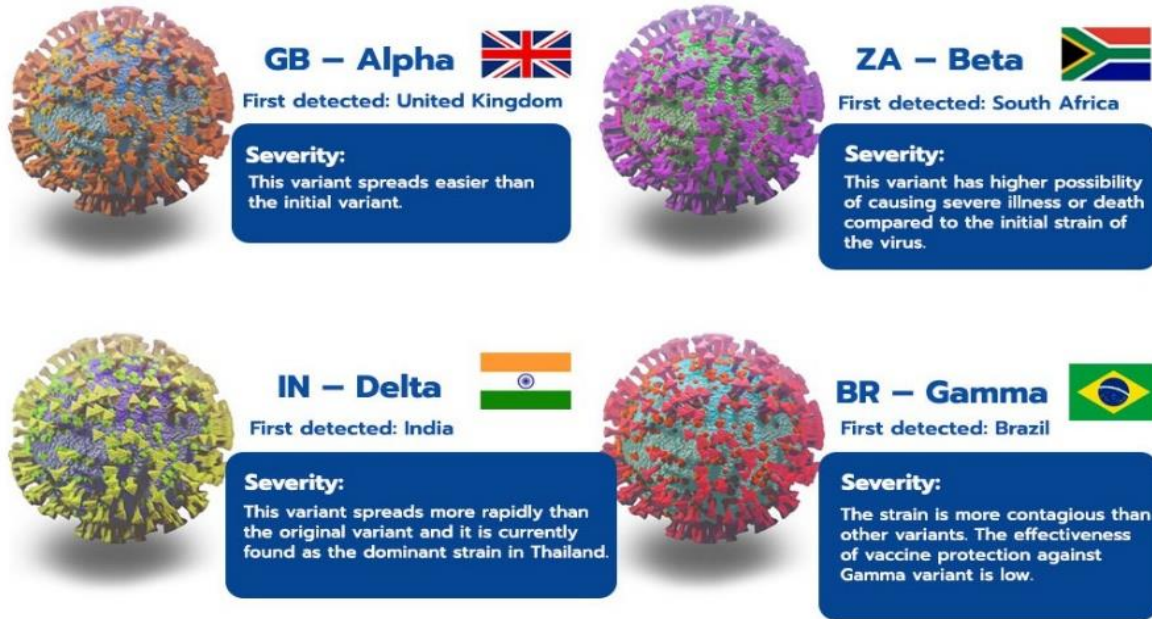 GB – Alpha
First detected: United Kingdom
Severity:
This variant spreads easier than
the initial variant.
ZA – Beta
First detected: South Africa
Severity:
This variant has higher possibility
of causing severe illness or death
compared to the initial strain of
the virus.
IN – Delta
First detected: India
Severity:
This variant spreads more rapidly than
the original variant and it is currently
found as the dominant strain in Thailand.
BR – Gamma
First detected: Brazil
Severity:
The strain is more contagious than
other variants. The effectiveness
of vaccine protection against
Gamma variant is low.